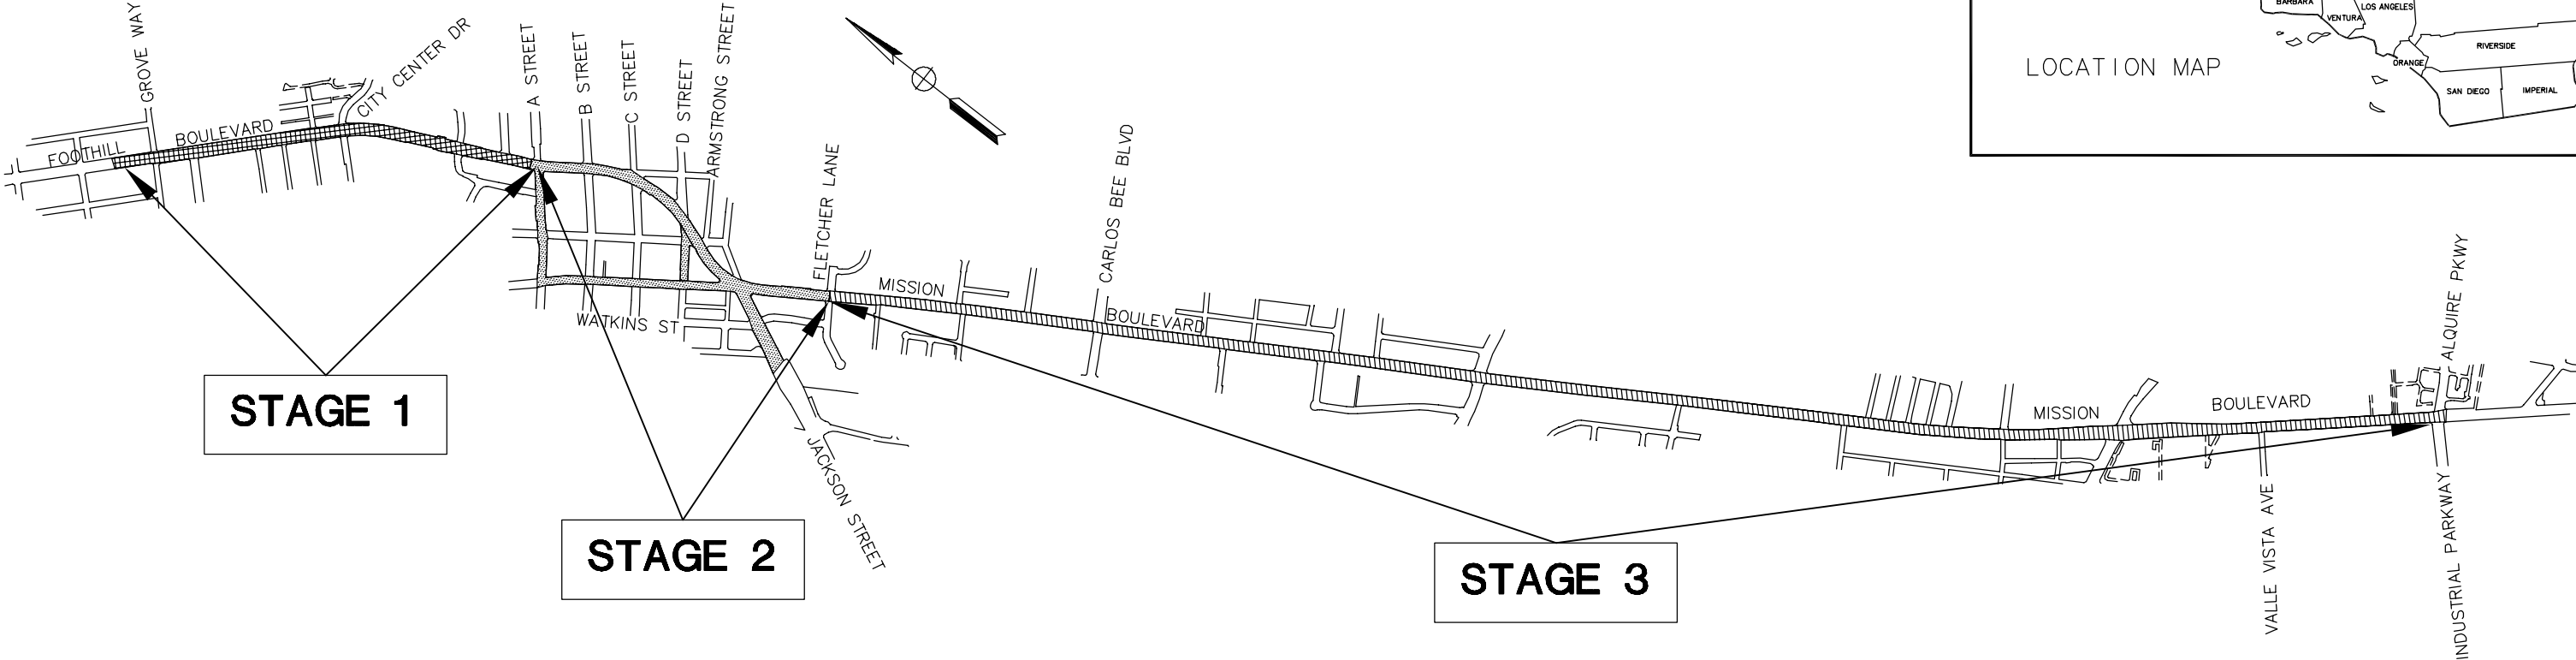 BARBARA
VENTURA
LOS ANGELES
RIVERSIDE
ORANGE
SAN DIEGO
IMPERIAL
LOCATION MAP
GROVE WAY
CITY CENTER DR
A STREET
B STREET
C STREET
D STREET
ARMSTRONG STREET
FOOTHILL
BOULEVARD
FLETCHER LANE
CARLOS BEE BLVD
MISSION
BOULEVARD
WATKINS ST
JACKSON STREET
ALQUIRE PKWY
MISSION
BOULEVARD
VALLE VISTA AVE
INDUSTRIAL PARKWAY
STAGE 1
STAGE 2
STAGE 3